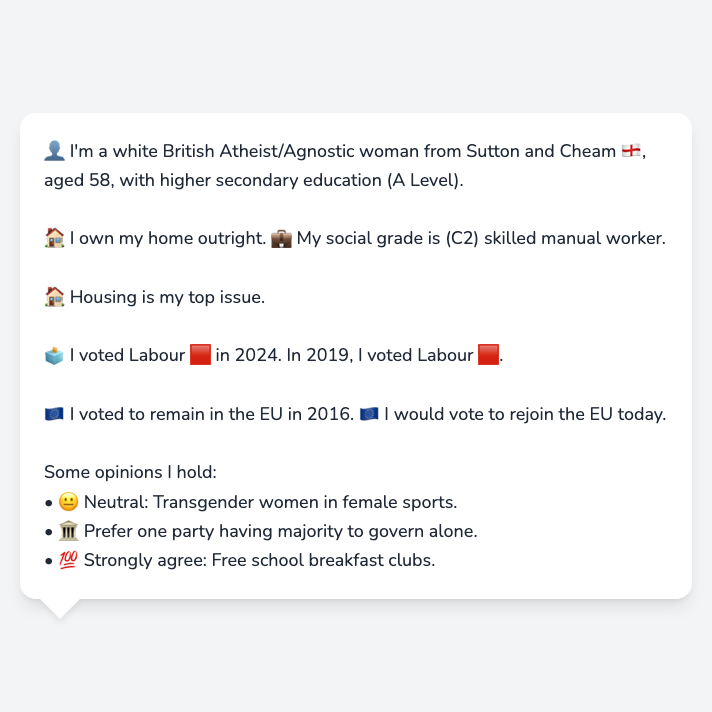 👤 I'm a white British Atheist/Agnostic woman from Sutton and Cheam 🏴󠁧󠁢󠁥󠁮󠁧󠁿,
aged 58, with higher secondary education (A Level).
🏠 I own my home outright. 💼 My social grade is (C2) skilled manual worker.
🏠 Housing is my top issue.
🗳️ I voted Labour 🟥 in 2024. In 2019, I voted Labour 🟥.
🇪🇺 I voted to remain in the EU in 2016. 🇪🇺 I would vote to rejoin the EU today.
Some opinions I hold:
• 😐 Neutral: Transgender women in female sports.
• 🏛️ Prefer one party having majority to govern alone.
• 💯 Strongly agree: Free school breakfast clubs.